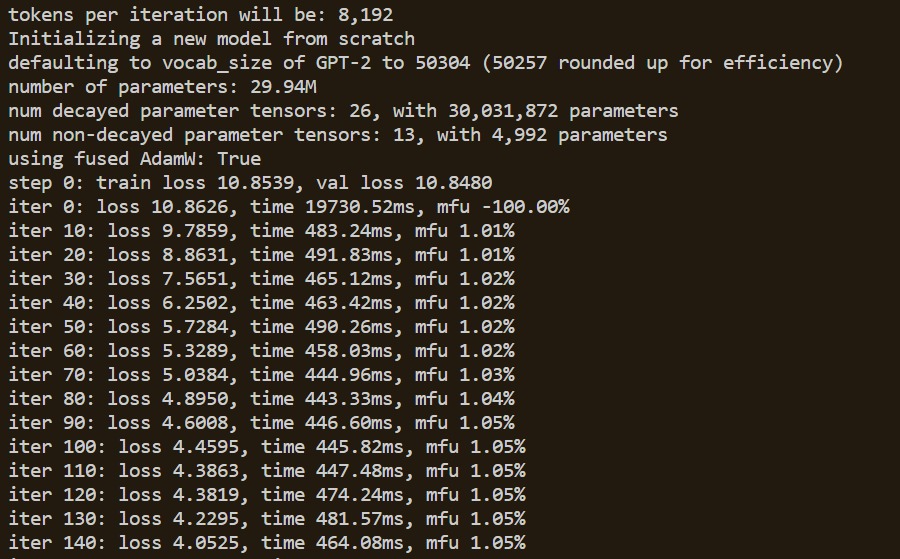 tokens per iteration will be: 8,192
Initializing a new model from scratch
defaulting to vocab_size of GPT-2 to 50304 (50257 rounded up for efficiency)
number of parameters: 29.94M
num decayed parameter tensors: 26, with 30,031,872 parameters
num non-decayed parameter tensors: 13, with 4,992 parameters
using fused AdamW: True
step 0: train loss 10.8539, val loss 10.8480
iter 0: loss 10.8626, time 19730.52ms, mfu -100.00%
iter 10: loss 9.7859, time 483.24ms, mfu 1.01%
iter 20: loss 8.8631, time 491.83ms, mfu 1.01%
iter 30: loss 7.5651, time 465.12ms, mfu 1.02%
iter 40: loss 6.2502, time 463.42ms, mfu 1.02%
iter 50: loss 5.7284, time 490.26ms, mfu 1.02%
iter 60: loss 5.3289, time 458.03ms, mfu 1.02%
iter 70: loss 5.0384, time 444.96ms, mfu 1.03%
iter 80: loss 4.8950, time 443.33ms, mfu 1.04%
iter 90: loss 4.6008, time 446.60ms, mfu 1.05%
iter 100: loss 4.4595, time 445.82ms, mfu 1.05%
iter 110: loss 4.3863, time 447.48ms, mfu 1.05%
iter 120: loss 4.3819, time 474.24ms, mfu 1.05%
iter 130: loss 4.2295, time 481.57ms, mfu 1.05%
iter 140: loss 4.0525, time 464.08ms, mfu 1.05%